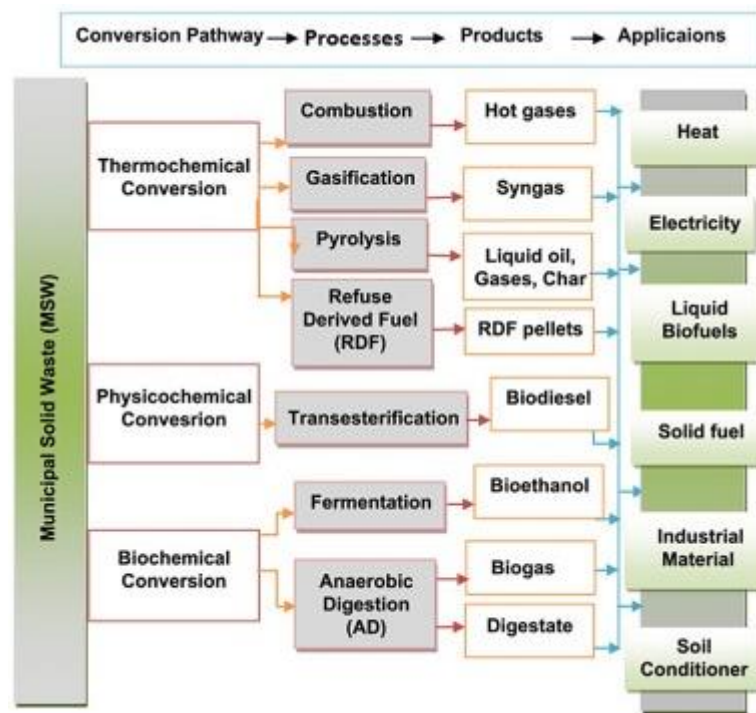 Conversion Pathway Processes Products Applicaions
Municipal Solid Waste (MSW)
Thermochemical
Conversion
Combustion
Hot gases
Gasification
Syngas
Pyrolysis
Liquid oil,
Gases, Char
Refuse
Derived Fuel
(RDF)
RDF pellets
Physicochemical
Convesrion
Transesterification
Biodiesel
Biochemical
Conversion
Fermentation
Bioethanol
Anaerobic
Digestion
(AD)
Biogas
Digestate
Heat
Electricity
Liquid
Biofuels
Solid fuel
Industrial
Material
Soil
Conditioner